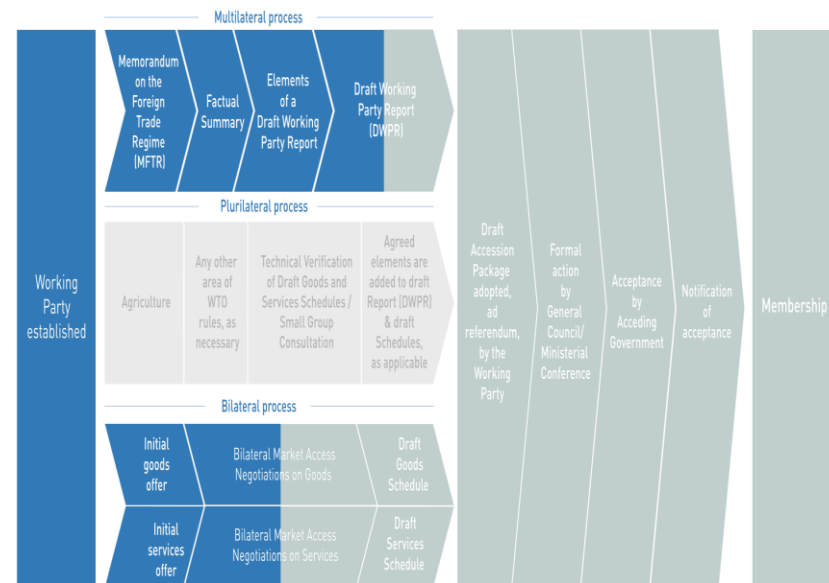 Multilateral process
Working
Party
established
Memorandum
on the
Foreign
Trade
Regime
(MFTR)
Factual
Summary
Elements
of a
Draft Working
Party Report
Draft Working
Party Report
(DWPR)
Plurilateral process
Agriculture
Any other
area of
WTO
rules, as
necessary
Technical Verification
of Draft Goods and
Services Schedules /
Small Group
Consultation
Agreed
elements are
added to draft
Report (DWPR)
& draft
Schedules,
as applicable
Bilateral process
Initial
goods
offer
Bilateral Market Access
Negotiations on Goods
Draft
Goods
Schedule
Initial
services
offer
Bilateral Market Access
Negotiations on Services
Draft
Services
Schedule
Draft
Accession
Package
adopted,
ad
referendum,
by the
Working
Party
Formal
action
by
General
Council/
Ministerial
Conference
Acceptance
by
Acceding
Government
Notification
of
acceptance
Membership